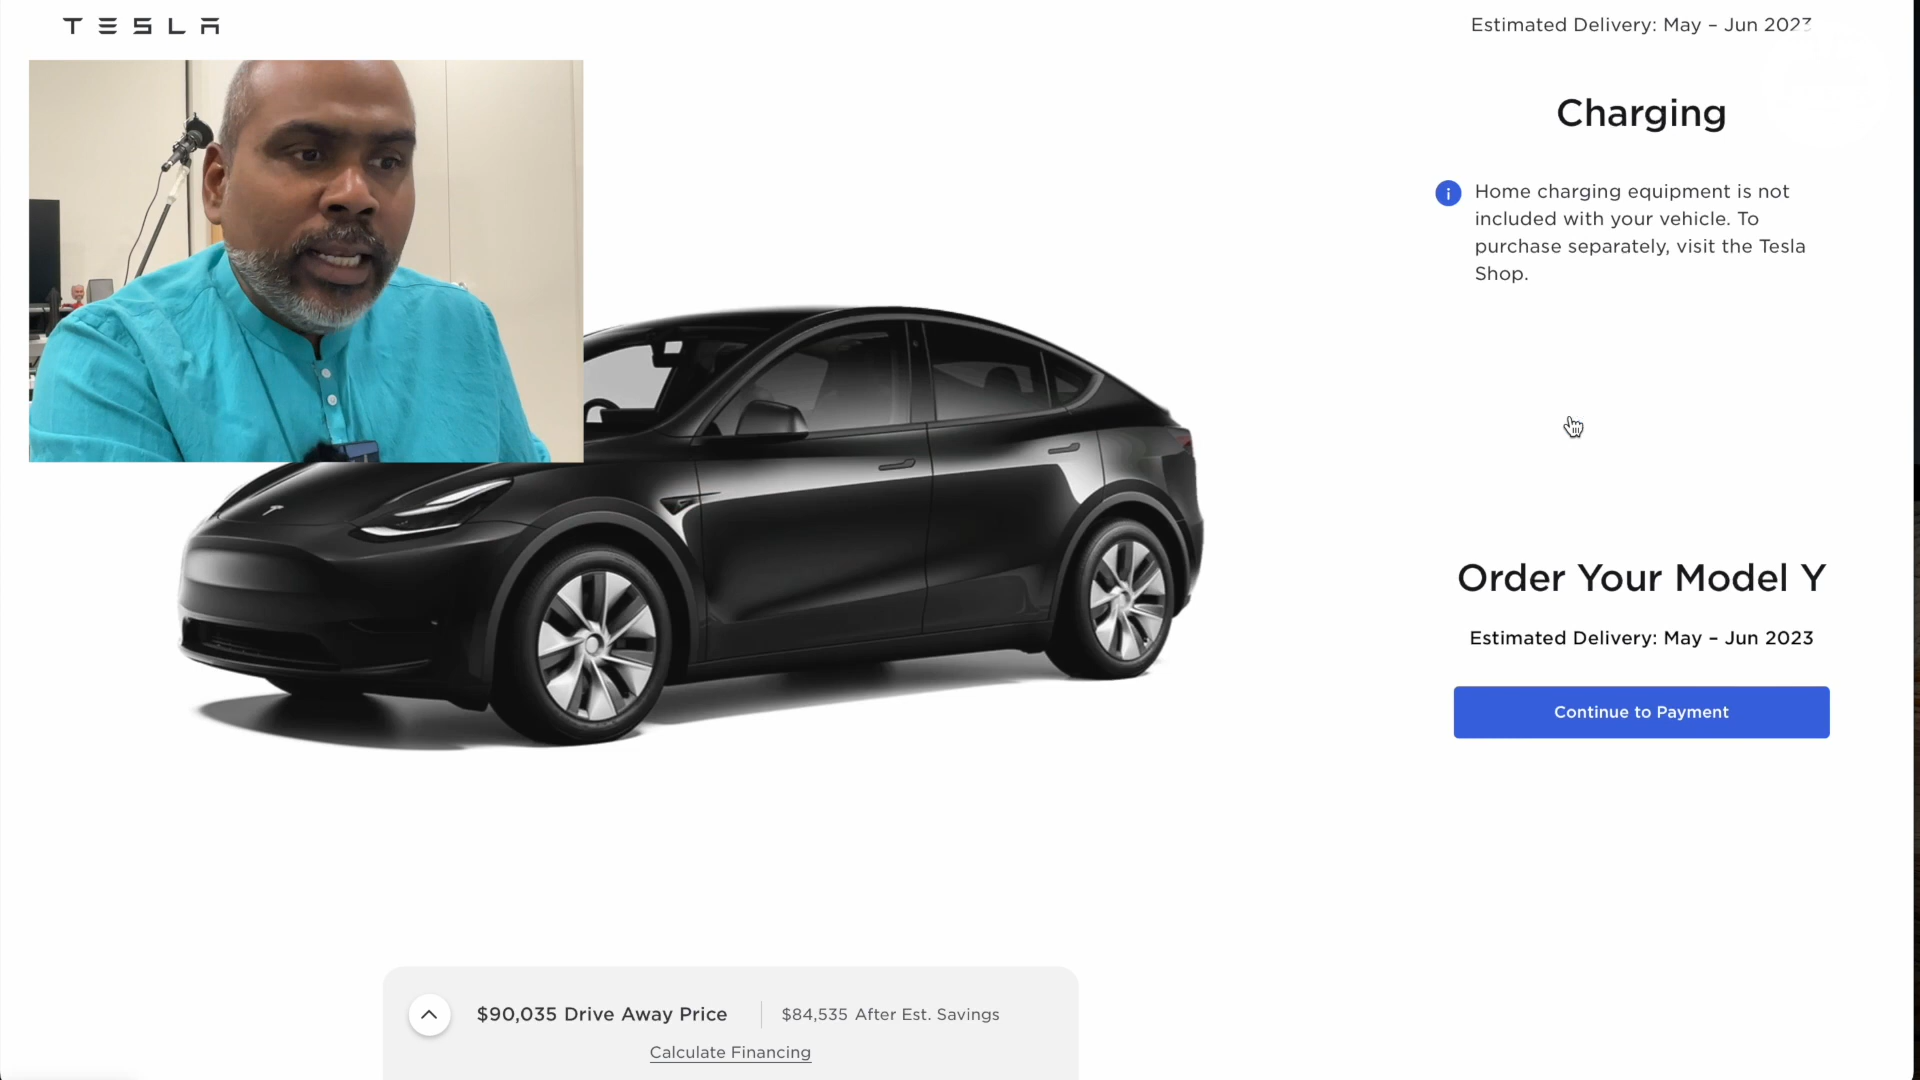 TESLA
Estimated Delivery: May – Jun 2023
Charging
Home charging equipment is not
included with your vehicle. To
purchase separately, visit the Tesla
Shop.
Order Your Model Y
Estimated Delivery: May – Jun 2023
Continue to Payment
$90,035 Drive Away Price
$84,535 After Est. Savings
Calculate Financing